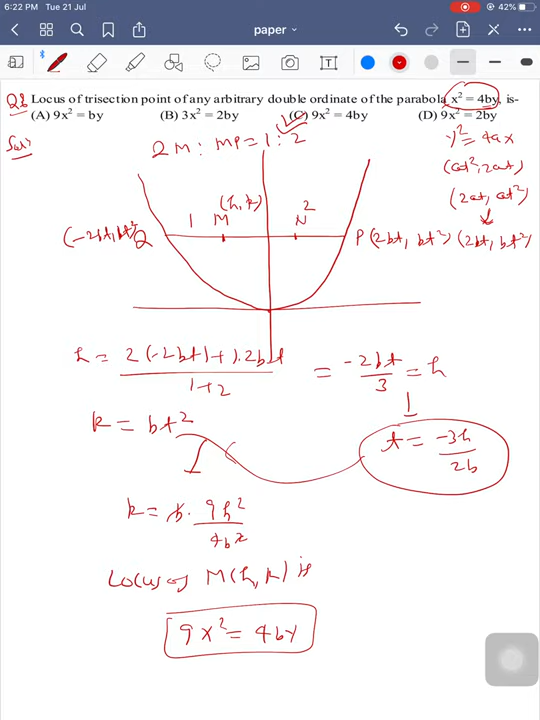 6:22 PM Tue 21 Jul
42%
paper
Q8 Locus of trisection point of any arbitrary double ordinate of the parabola x² = 4by, is-
(A) 9x² = by (B) 3x² = 2by (C) 9x² = 4by (D) 9x² = 2by
Sol:
QM : MP = 1 : 2
y² = 4ax
(at², 2at)
(2at, at²)
(h, k)
1 M N 2
(-2bt, bt²) Q
P (2bt, bt²) (2bt, bt²)
h = 2(-2bt) + 1.2bt / 1+2 = -2bt / 3 = h
k = bt²
t = -3h / 2b
k = b. 9h² / 4b²
Locus of M(h, k) is
9x² = 4by